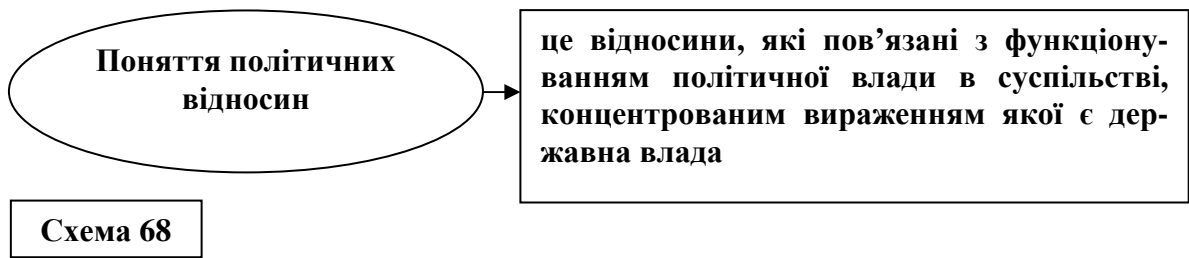 Поняття політичних
відносин
це відносини, які пов’язані з функціону-
ванням політичної влади в суспільстві,
концентрованим вираженням якої є дер-
жавна влада
Схема 68